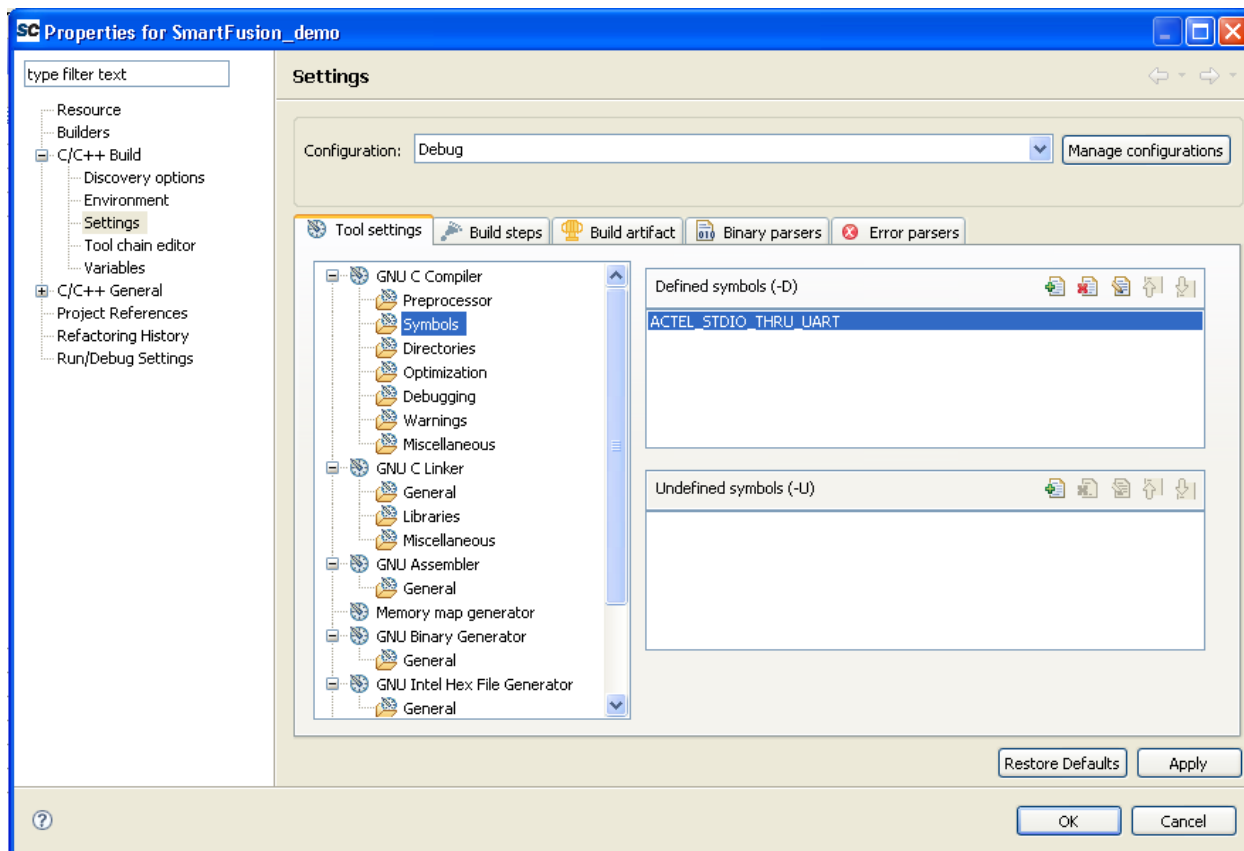 SC Properties for SmartFusion_demo
type filter text
Resource
Builders
C/C++ Build
Discovery options
Environment
Settings
Tool chain editor
Variables
C/C++ General
Project References
Refactoring History
Run/Debug Settings
Settings
Configuration: Debug Manage configurations
Tool settings Build steps Build artifact 010 Binary parsers Error parsers
GNU C Compiler
Preprocessor
Symbols
Directories
Optimization
Debugging
Warnings
Miscellaneous
GNU C Linker
General
Libraries
Miscellaneous
GNU Assembler
General
Memory map generator
GNU Binary Generator
General
GNU Intel Hex File Generator
General
Defined symbols (-D)
ACTEL_STDIO_THRU_UART
Undefined symbols (-U)
Restore Defaults Apply
? OK Cancel